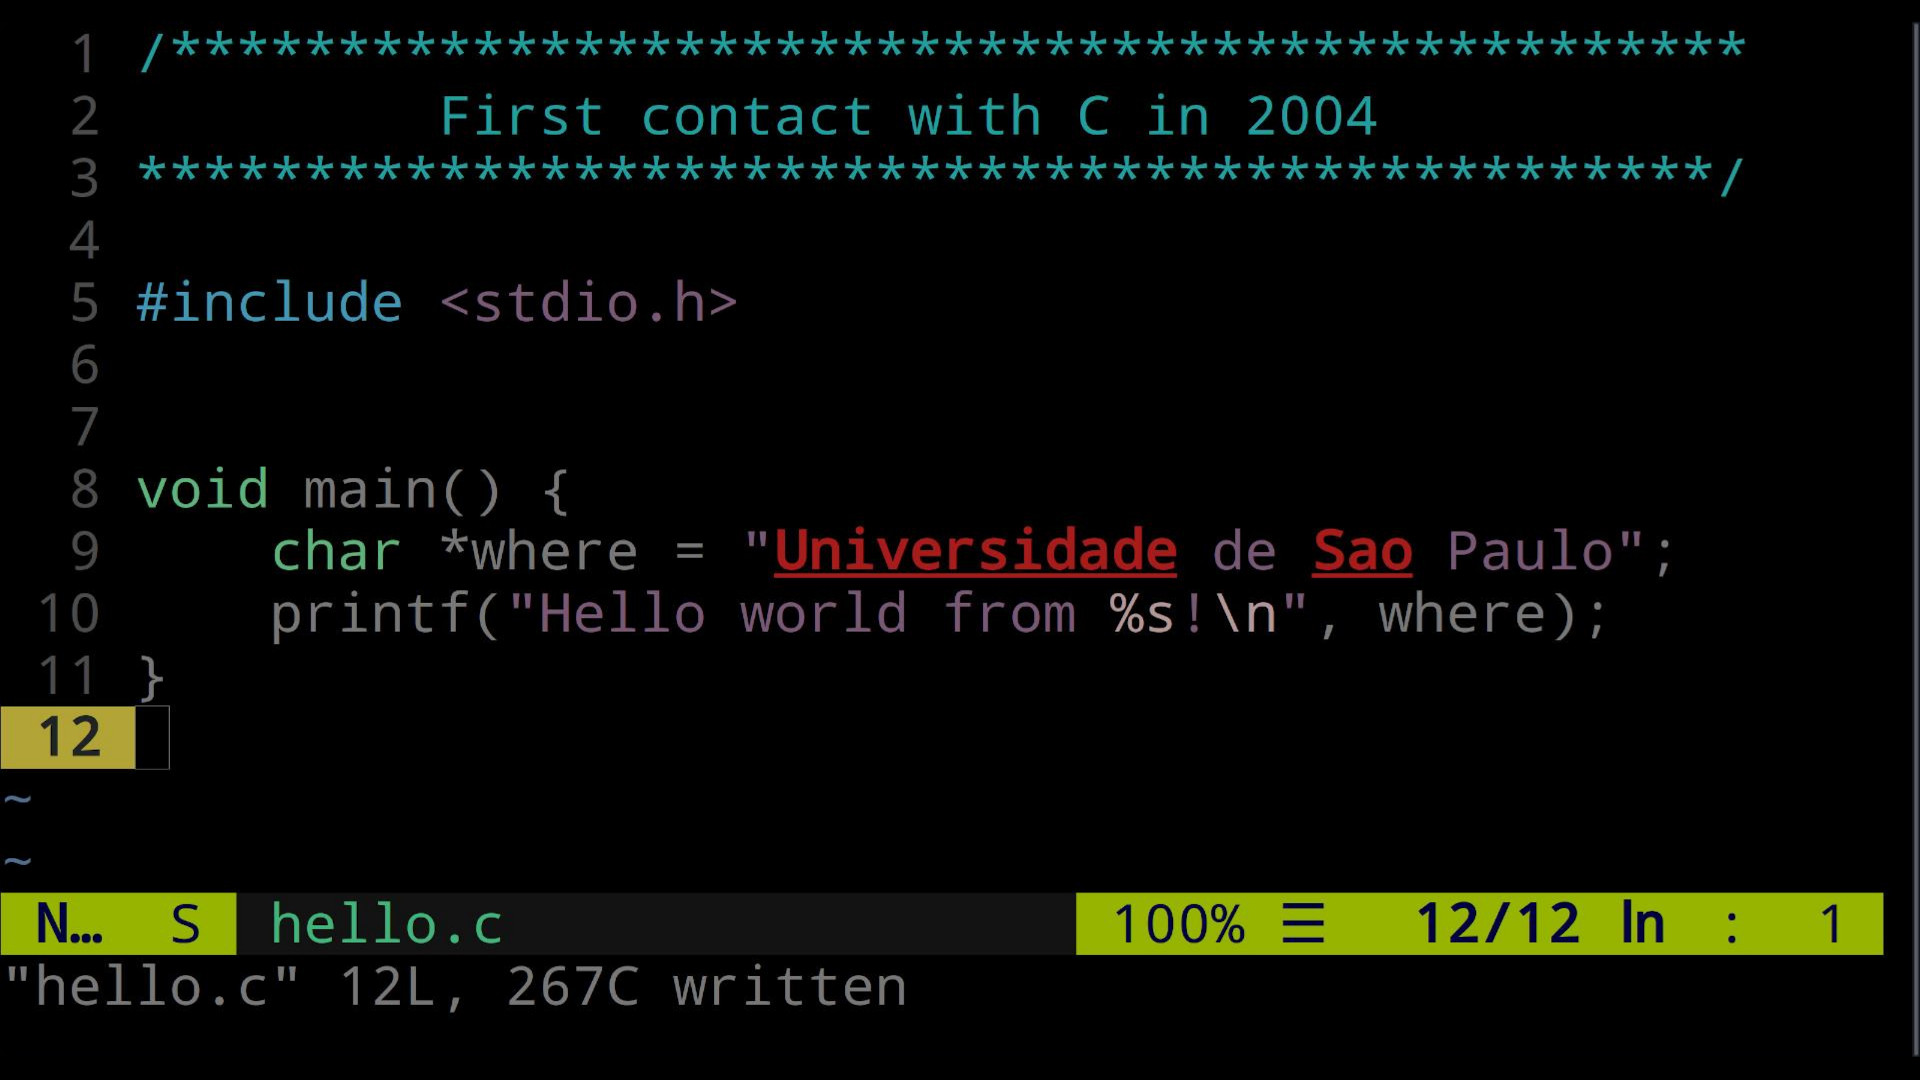 1 /***********************************************
2          First contact with C in 2004
3 ***********************************************/
4
5 #include <stdio.h>
6
7
8 void main() {
9     char *where = "Universidade de Sao Paulo";
10     printf("Hello world from %s!\n", where);
11 }
12
~
~
N… S hello.c 100% ☰ 12/12 ln : 1
"hello.c" 12L, 267C written